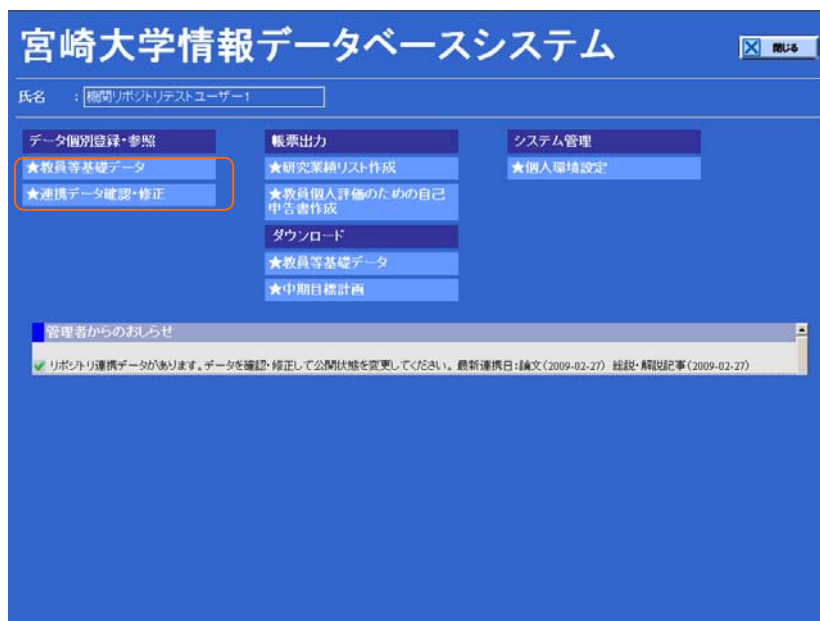 宮崎大学情報データベースシステム
閉じる
氏名 : 機関リポジトリテストユーザー1
データ個別登録・参照
★教員等基礎データ
★連携データ確認・修正
帳票出力
★研究業績リスト作成
★教員個人評価のための自己
申告書作成
ダウンロード
★教員等基礎データ
★中期目標計画
システム管理
★個人環境設定
管理者からのおしらせ
リポジトリ連携データがあります。データを確認・修正して公開状態を変更してください。最新連携日:論文(2009-02-27) 総説・解説記事(2009-02-27)